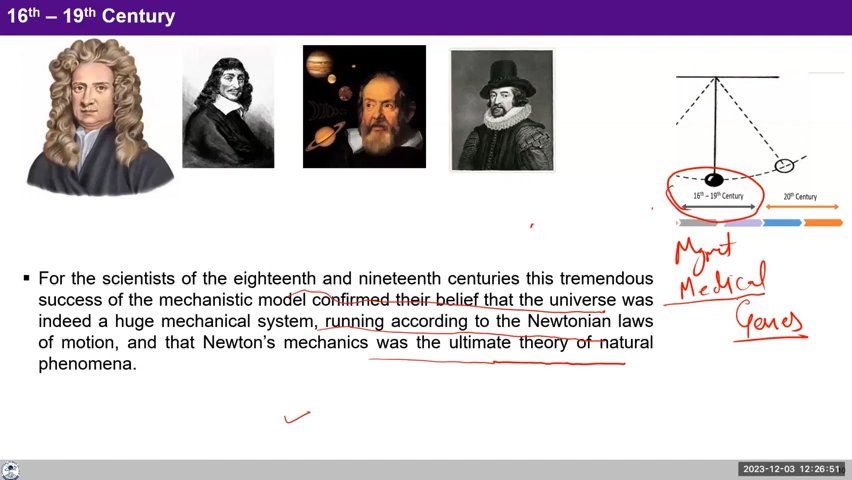 16th – 19th Century
16th – 19th Century
20th Century
Mgmt
Medical
Genes
▪ For the scientists of the eighteenth and nineteenth centuries this tremendous
success of the mechanistic model confirmed their belief that the universe was
indeed a huge mechanical system, running according to the Newtonian laws
of motion, and that Newton's mechanics was the ultimate theory of natural
phenomena.
2023-12-03 12:26:51